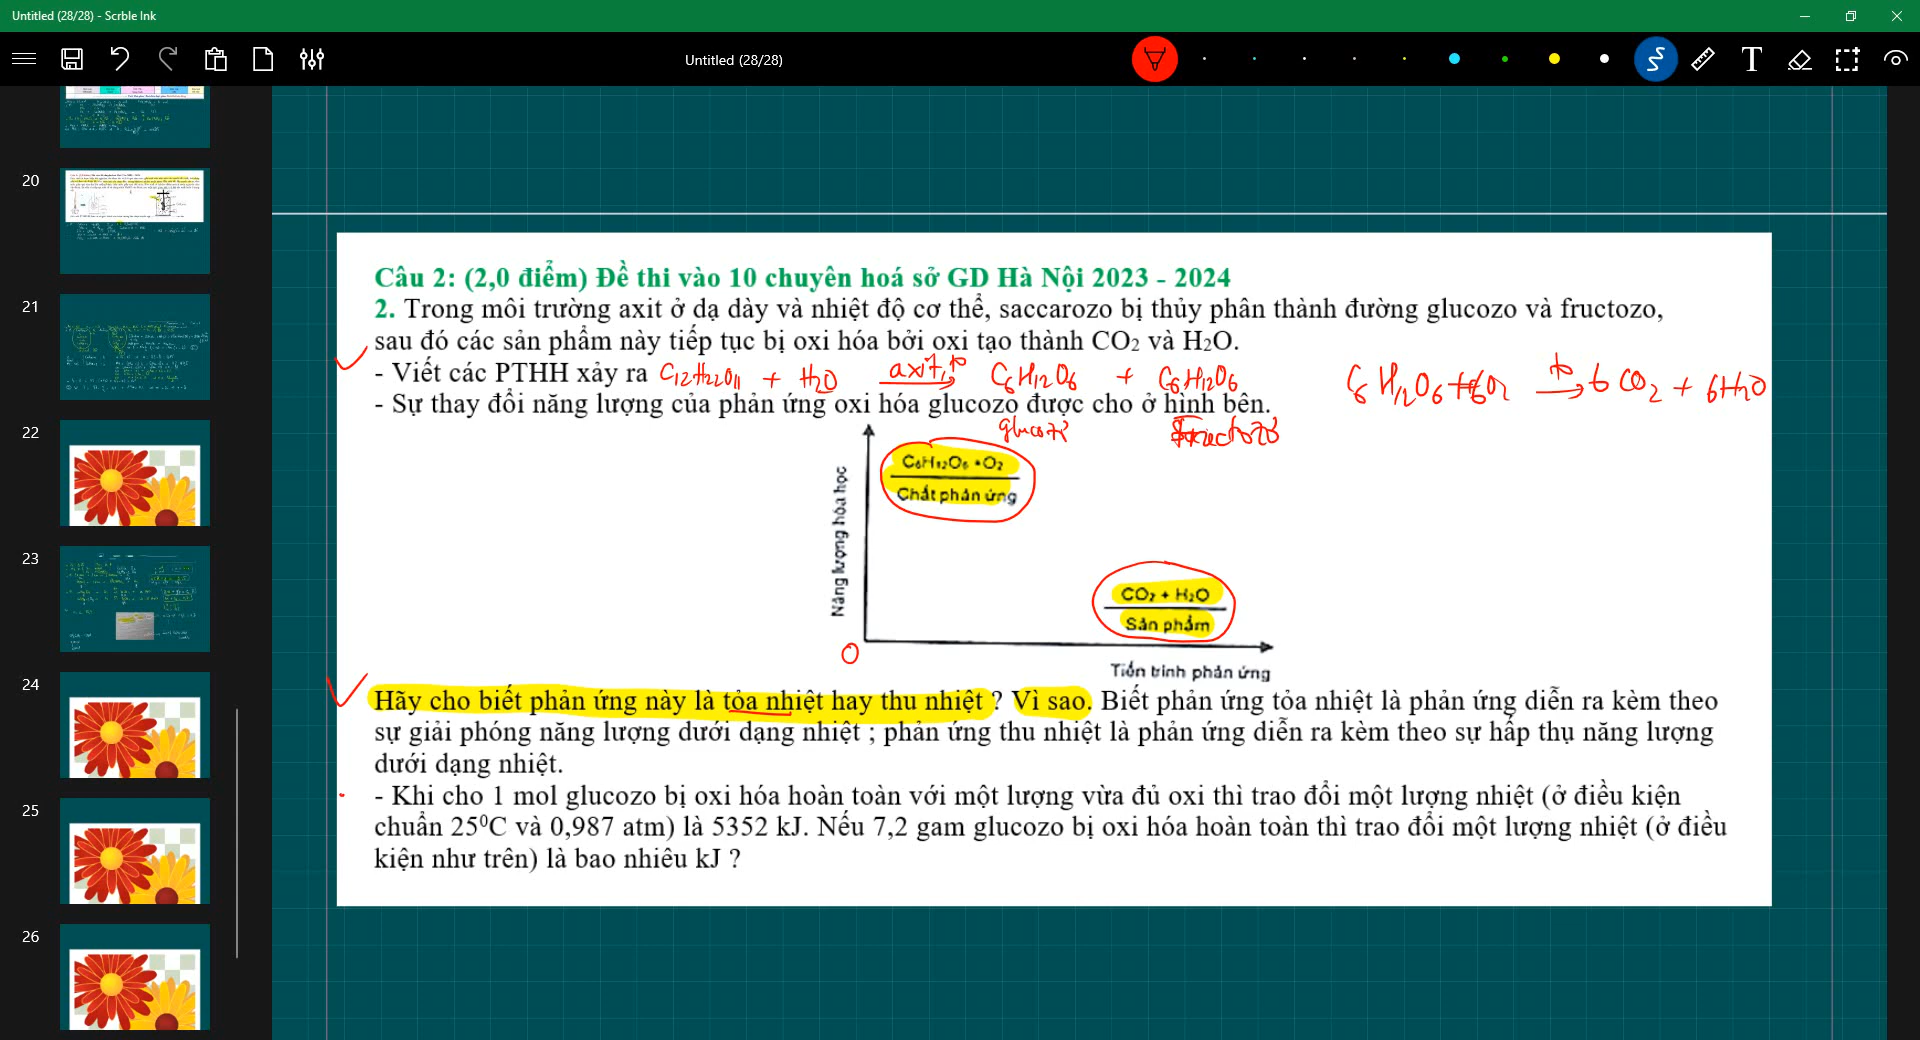 Untitled (28/28) - Scrble Ink
Untitled (28/28)
20
21
22
23
24
25
26
Câu 2: (2,0 điểm) Đề thi vào 10 chuyên hoá sở GD Hà Nội 2023 - 2024
2. Trong môi trường axit ở dạ dày và nhiệt độ cơ thể, saccarozo bị thủy phân thành đường glucozo và fructozo,
sau đó các sản phẩm này tiếp tục bị oxi hóa bởi oxi tạo thành CO₂ và H₂O.
- Viết các PTHH xảy ra C₁₂H₂₂O₁₁ + H₂O axit, t° C₆H₁₂O₆ + C₆H₁₂O₆ C₆H₁₂O₆ + 6O₂ t° 6CO₂ + 6H₂O
- Sự thay đổi năng lượng của phản ứng oxi hóa glucozo được cho ở hình bên.
glucozơ Fructozơ
C₆H₁₂O₆ + O₂
Chất phản ứng
Năng lượng hóa học
CO₂ + H₂O
Sản phẩm
O
Tiến trình phản ứng
Hãy cho biết phản ứng này là tỏa nhiệt hay thu nhiệt ? Vì sao. Biết phản ứng tỏa nhiệt là phản ứng diễn ra kèm theo
sự giải phóng năng lượng dưới dạng nhiệt ; phản ứng thu nhiệt là phản ứng diễn ra kèm theo sự hấp thụ năng lượng
dưới dạng nhiệt.
- Khi cho 1 mol glucozo bị oxi hóa hoàn toàn với một lượng vừa đủ oxi thì trao đổi một lượng nhiệt (ở điều kiện
chuẩn 25⁰C và 0,987 atm) là 5352 kJ. Nếu 7,2 gam glucozo bị oxi hóa hoàn toàn thì trao đổi một lượng nhiệt (ở điều
kiện như trên) là bao nhiêu kJ ?